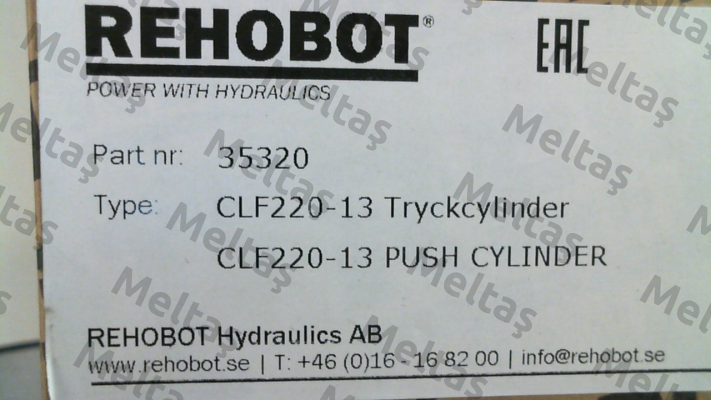 REHOBOT®
EAC
POWER WITH HYDRAULICS
Part nr: 35320
Type: CLF220-13 Tryckcylinder
CLF220-13 PUSH CYLINDER
REHOBOT Hydraulics AB
www.rehobot.se | T: +46 (0)16 - 16 82 00 | info@rehobot.se
Meltaş